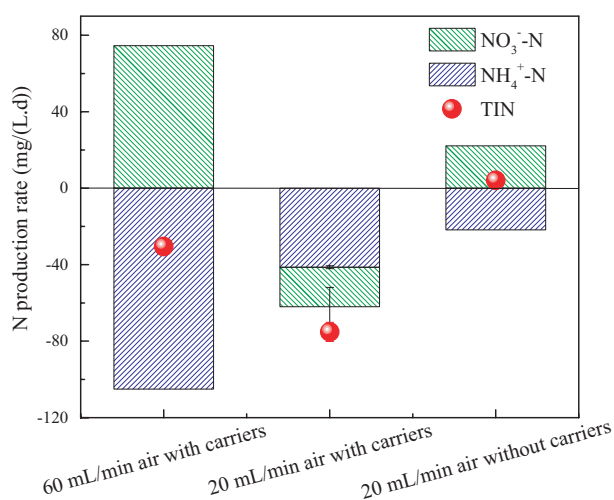 80
40
0
-40
-80
-120
N production rate (mg/(L.d))
NO₃⁻-N
NH₄⁺-N
TIN
60 mL/min air with carriers
20 mL/min air with carriers
20 mL/min air without carriers